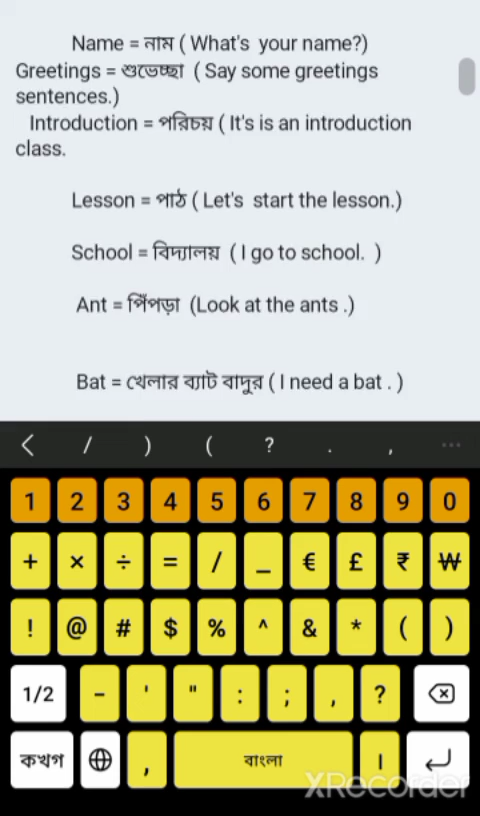 Name = নাম ( What's your name?)
Greetings = শুভেচ্ছা ( Say some greetings
sentences.)
Introduction = পরিচয় ( It's is an introduction
class.
Lesson = পাঠ ( Let's start the lesson.)
School = বিদ্যালয় ( I go to school. )
Ant = পিঁপড়া (Look at the ants .)
Bat = খেলার ব্যাট বাদুর ( I need a bat . )
/ ) ( ? . , ...
1 2 3 4 5 6 7 8 9 0
+ × ÷ = / _ € £ ₹ ₩
! @ # $ % ^ & * ( )
1/2 - ' " : ; , ?
কখগ , বাংলা ।
XRecorder